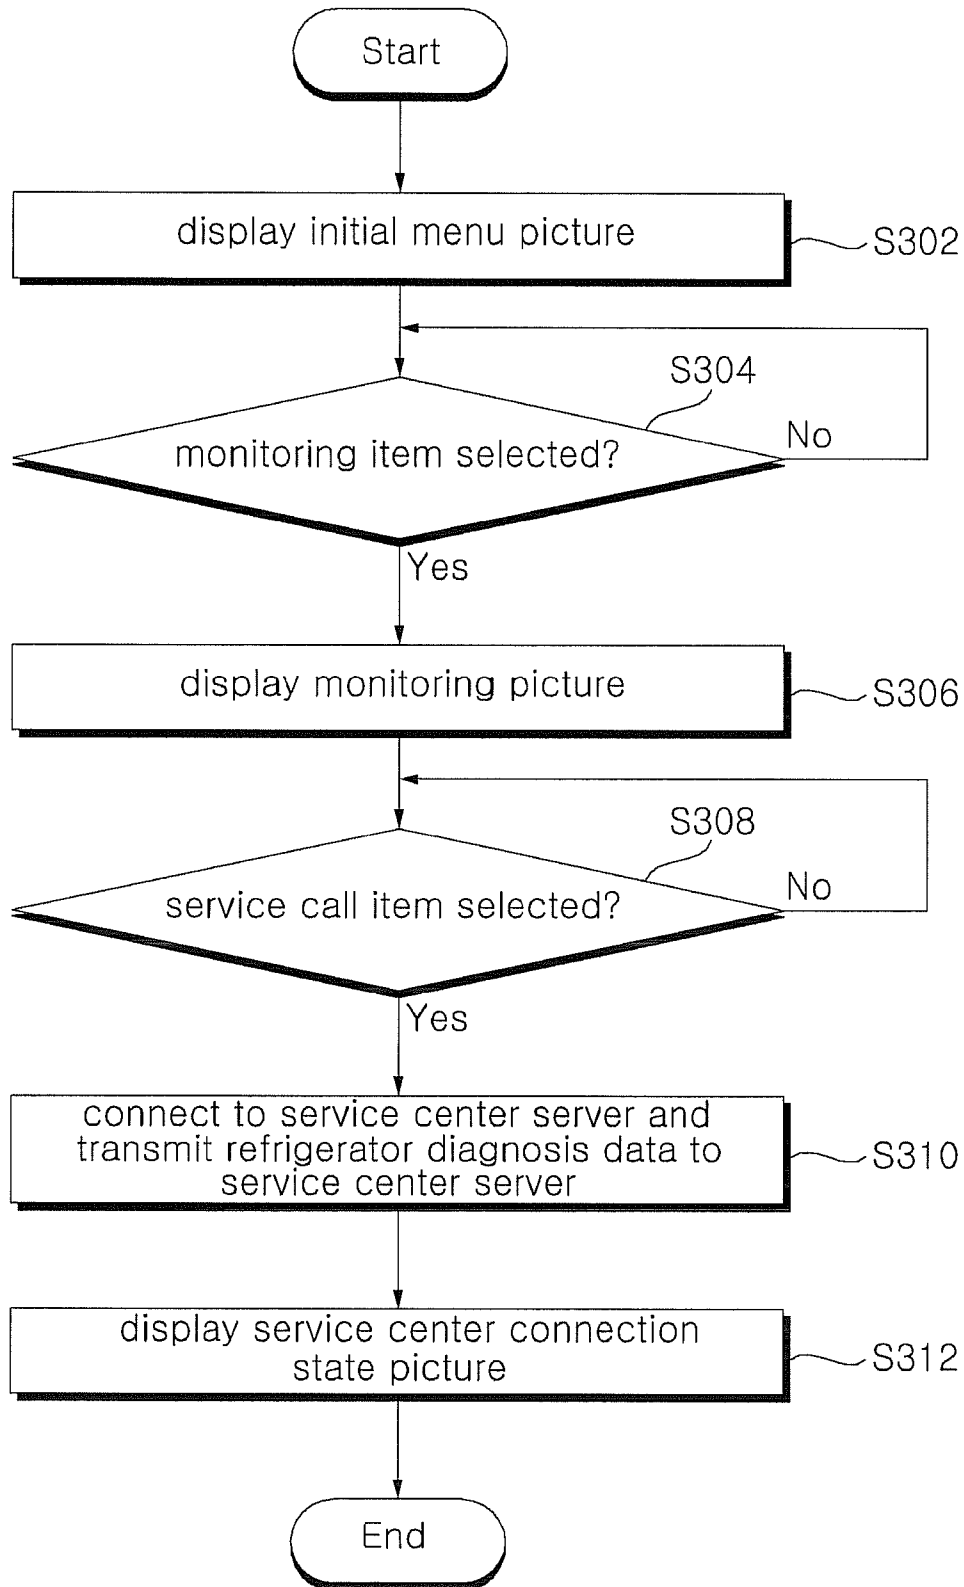 Start
display initial menu picture
S302
S304
monitoring item selected?
No
Yes
display monitoring picture
S306
S308
service call item selected?
No
Yes
connect to service center server and
transmit refrigerator diagnosis data to
service center server
S310
display service center connection
state picture
S312
End